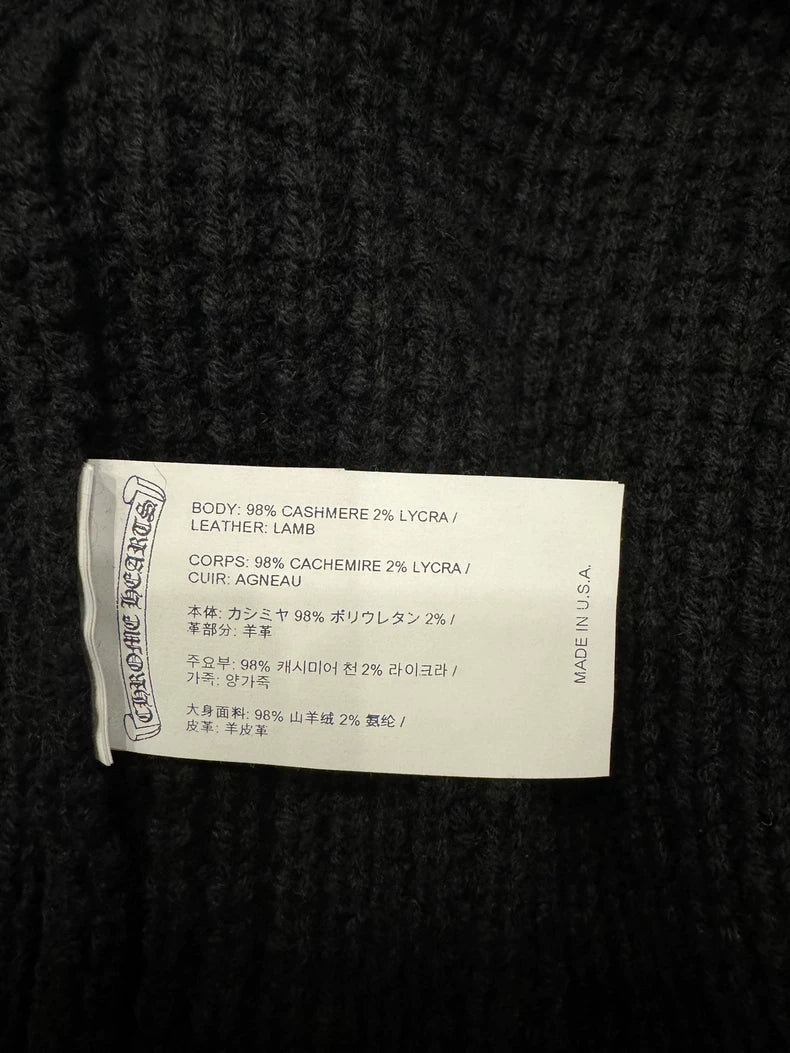 CHROME HEARTS
BODY: 98% CASHMERE 2% LYCRA /
LEATHER: LAMB
CORPS: 98% CACHEMIRE 2% LYCRA /
CUIR: AGNEAU
本体: カシミヤ 98% ポリウレタン 2% /
革部分: 羊革
주요부: 98% 캐시미어 천 2% 라이크라 /
가죽: 양가죽
大身面料: 98% 山羊绒 2% 氨纶 /
皮革: 羊皮革
MADE IN U.S.A.